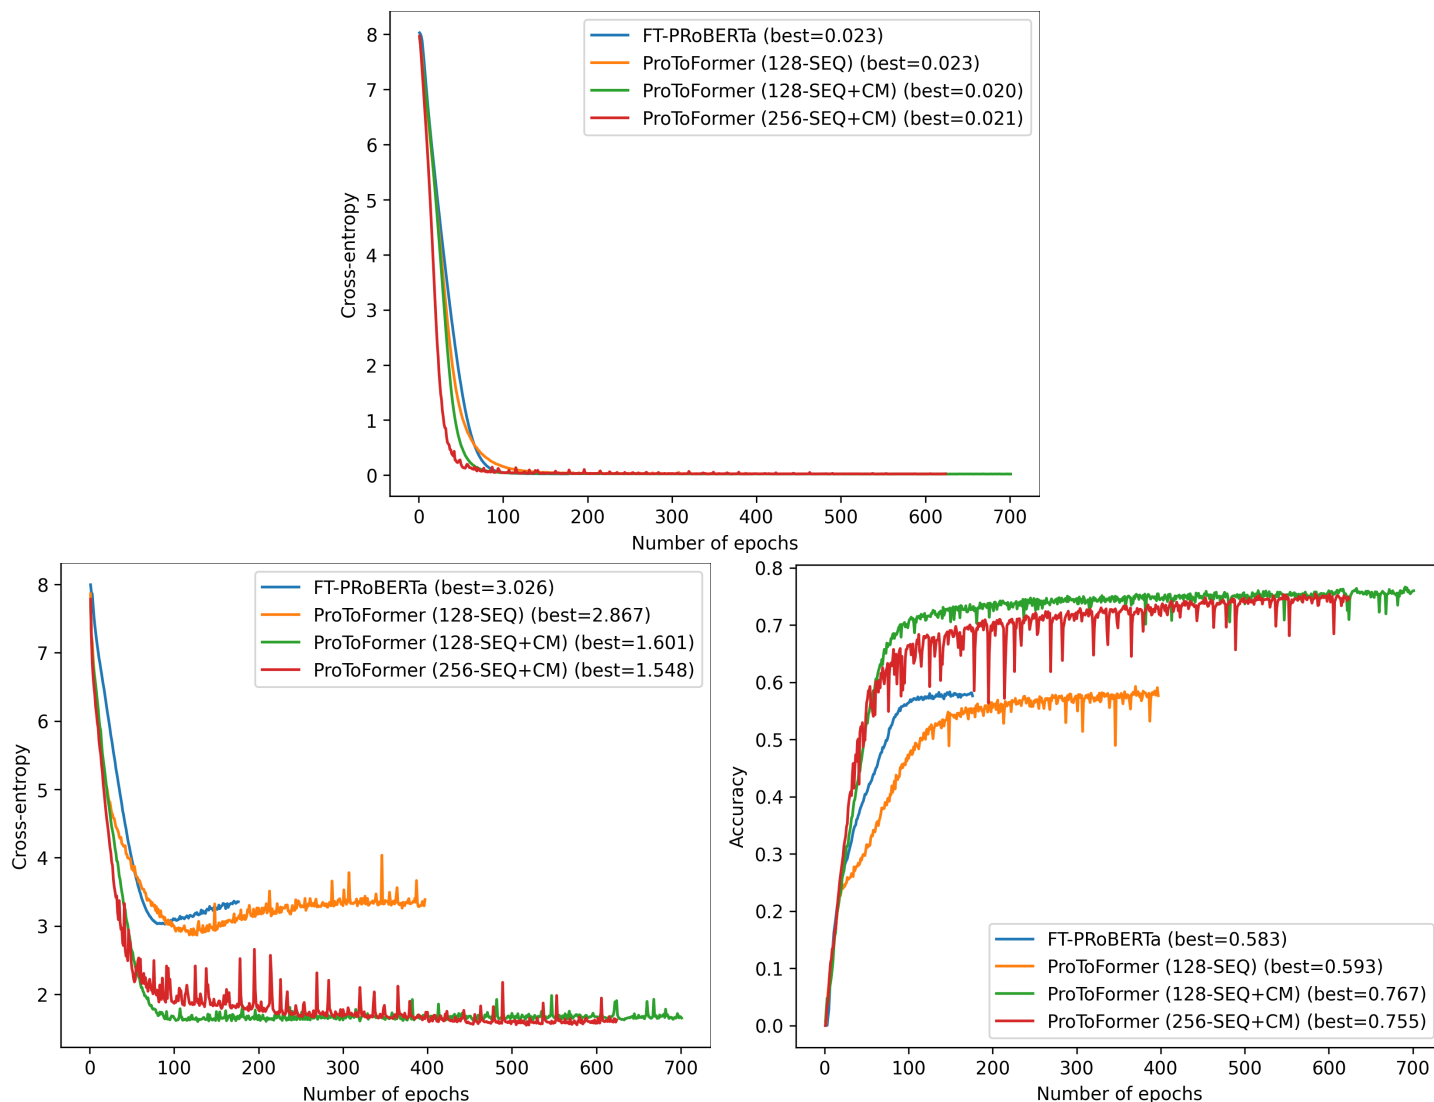 8
7
6
5
4
3
2
1
0
Cross-entropy
FT-PRoBERTa (best=0.023)
ProToFormer (128-SEQ) (best=0.023)
ProToFormer (128-SEQ+CM) (best=0.020)
ProToFormer (256-SEQ+CM) (best=0.021)
0 100 200 300 400 500 600 700
Number of epochs
8
7
6
5
4
3
2
Cross-entropy
FT-PRoBERTa (best=3.026)
ProToFormer (128-SEQ) (best=2.867)
ProToFormer (128-SEQ+CM) (best=1.601)
ProToFormer (256-SEQ+CM) (best=1.548)
0 100 200 300 400 500 600 700
Number of epochs
0.8
0.7
0.6
0.5
0.4
0.3
0.2
0.1
0.0
Accuracy
FT-PRoBERTa (best=0.583)
ProToFormer (128-SEQ) (best=0.593)
ProToFormer (128-SEQ+CM) (best=0.767)
ProToFormer (256-SEQ+CM) (best=0.755)
0 100 200 300 400 500 600 700
Number of epochs